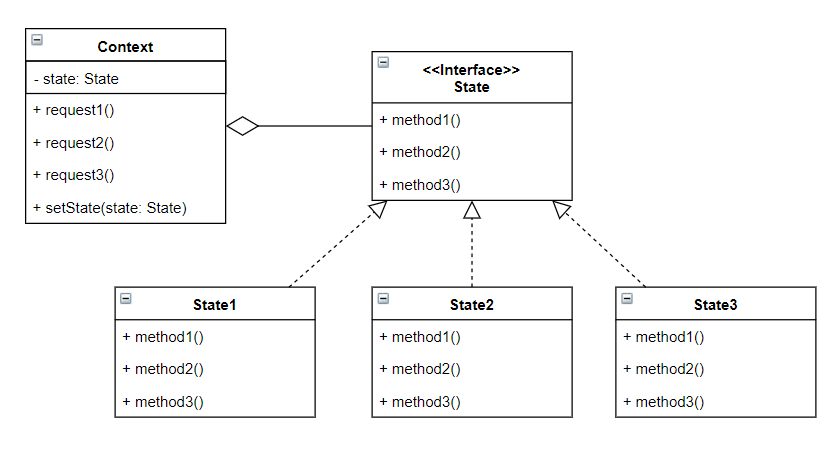 Context
- state: State
+ request1()
+ request2()
+ request3()
+ setState(state: State)
<<Interface>>
State
+ method1()
+ method2()
+ method3()
State1
+ method1()
+ method2()
+ method3()
State2
+ method1()
+ method2()
+ method3()
State3
+ method1()
+ method2()
+ method3()